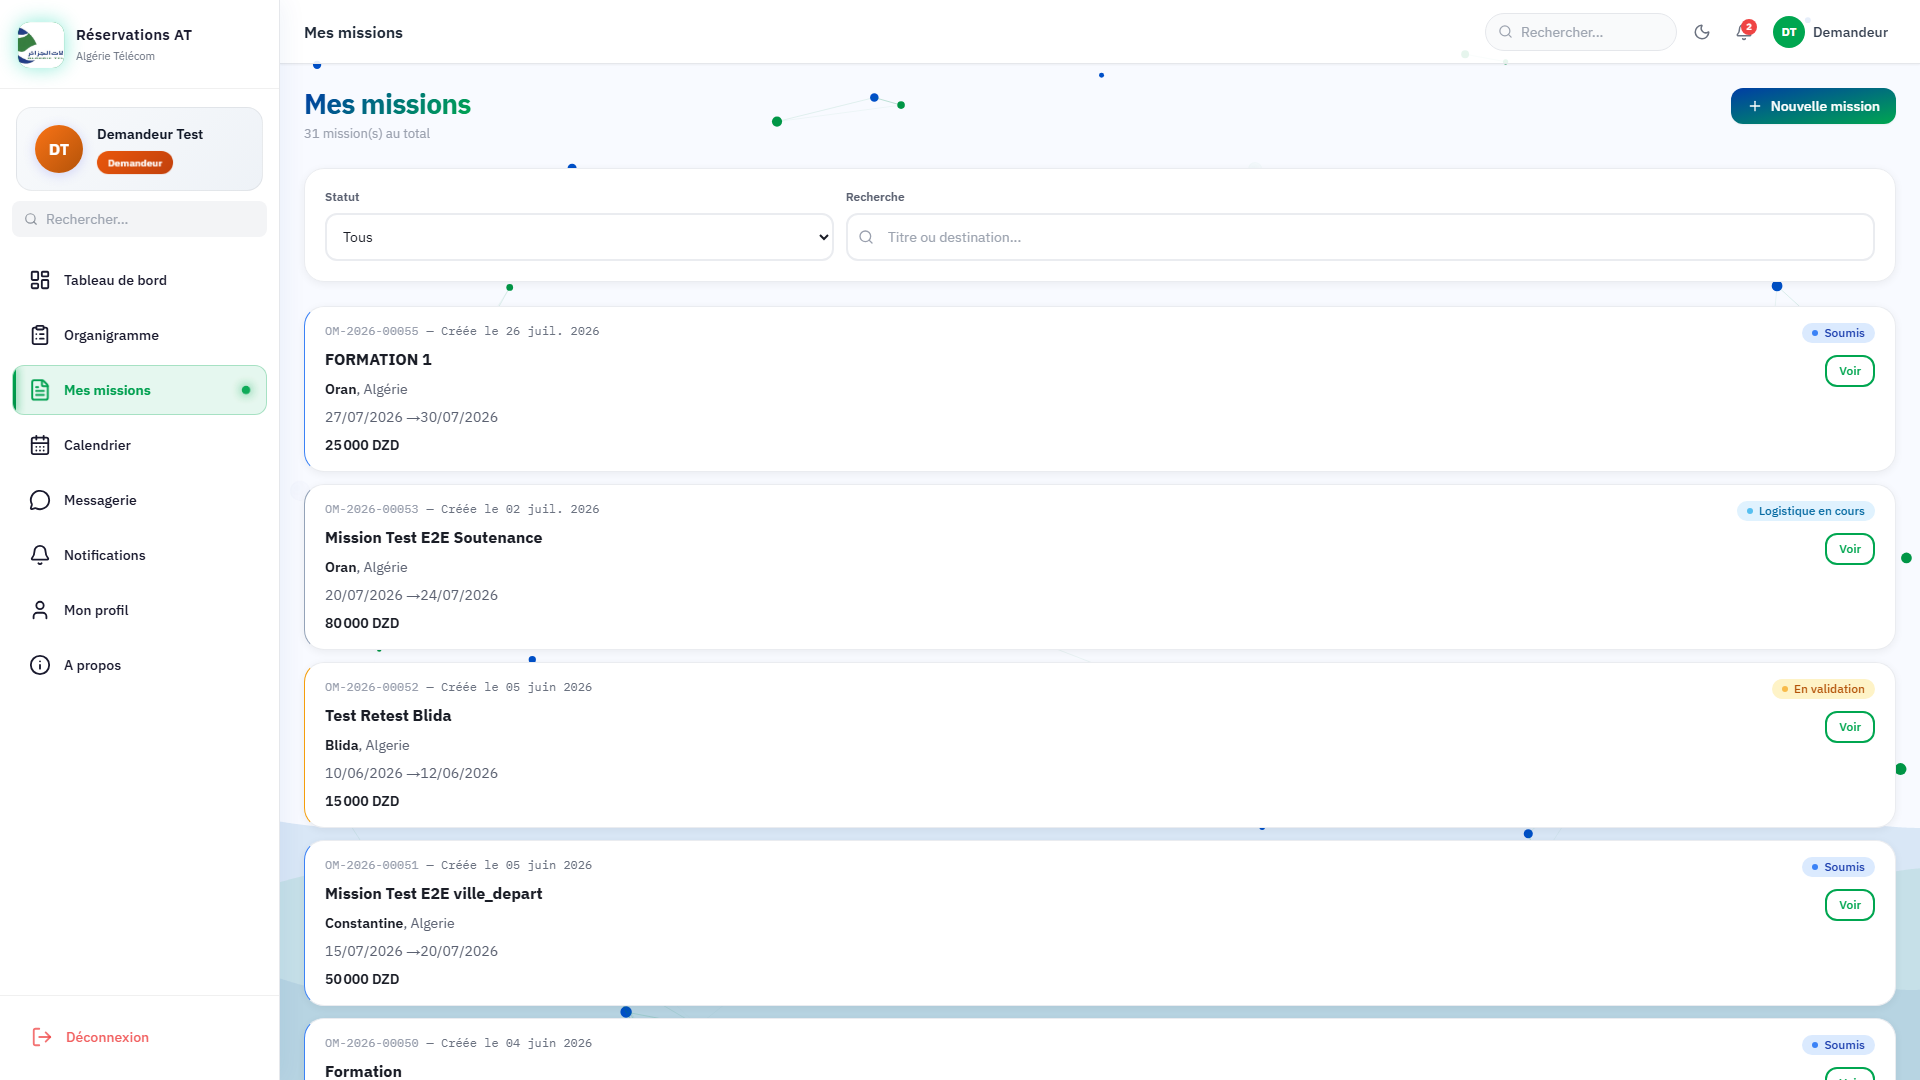 Réservations AT
Algérie Télécom
DT
Demandeur Test
Demandeur
Rechercher...
Tableau de bord
Organigramme
Mes missions
Calendrier
Messagerie
Notifications
Mon profil
A propos
Déconnexion
Mes missions
Rechercher...
2
DT
Demandeur
Mes missions
31 mission(s) au total
Nouvelle mission
Statut
Tous
Recherche
Titre ou destination...
OM-2026-00055 — Créée le 26 juil. 2026
Soumis
FORMATION 1
Voir
Oran, Algérie
27/07/2026 →30/07/2026
25 000 DZD
OM-2026-00053 — Créée le 02 juil. 2026
Logistique en cours
Mission Test E2E Soutenance
Voir
Oran, Algérie
20/07/2026 →24/07/2026
80 000 DZD
OM-2026-00052 — Créée le 05 juin 2026
En validation
Test Retest Blida
Voir
Blida, Algerie
10/06/2026 →12/06/2026
15 000 DZD
OM-2026-00051 — Créée le 05 juin 2026
Soumis
Mission Test E2E ville_depart
Voir
Constantine, Algerie
15/07/2026 →20/07/2026
50 000 DZD
OM-2026-00050 — Créée le 04 juin 2026
Soumis
Formation